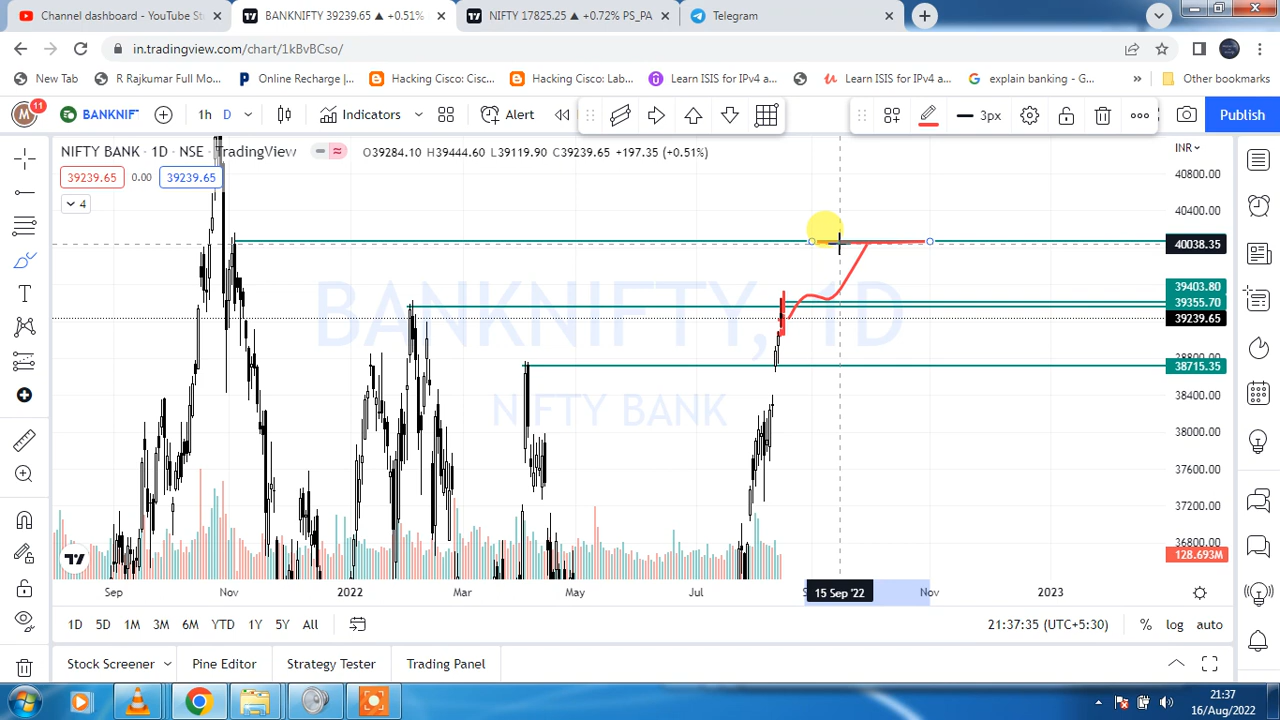 Channel dashboard - YouTube St
BANKNIFTY 39239.65 ▲ +0.51%
NIFTY 17825.25 ▲ +0.72% PS_PA
Telegram
in.tradingview.com/chart/1kBvBCso/
New Tab
R Rajkumar Full Mo...
Online Recharge |...
Hacking Cisco: Cisc...
Hacking Cisco: Lab...
Learn ISIS for IPv4 a...
Learn ISIS for IPv4 a...
explain banking - G...
»
Other bookmarks
M
11
BANKNIF
1h
D
Indicators
Alert
3px
Publish
NIFTY BANK · 1D · NSE · TradingView
O39284.10 H39444.60 L39119.90 C39239.65 +197.35 (+0.51%)
INR
39239.65
0.00
39239.65
4
40800.00
40400.00
40038.35
39403.80
39355.70
39239.65
38800.00
38715.35
38400.00
38000.00
37600.00
37200.00
36800.00
128.693M
BANKNIFTY, 1D
NIFTY BANK
Sep
Nov
2022
Mar
May
Jul
15 Sep '22
Nov
2023
1D
5D
1M
3M
6M
YTD
1Y
5Y
All
21:37:35 (UTC+5:30)
%
log
auto
Stock Screener
Pine Editor
Strategy Tester
Trading Panel
21:37
16/Aug/2022